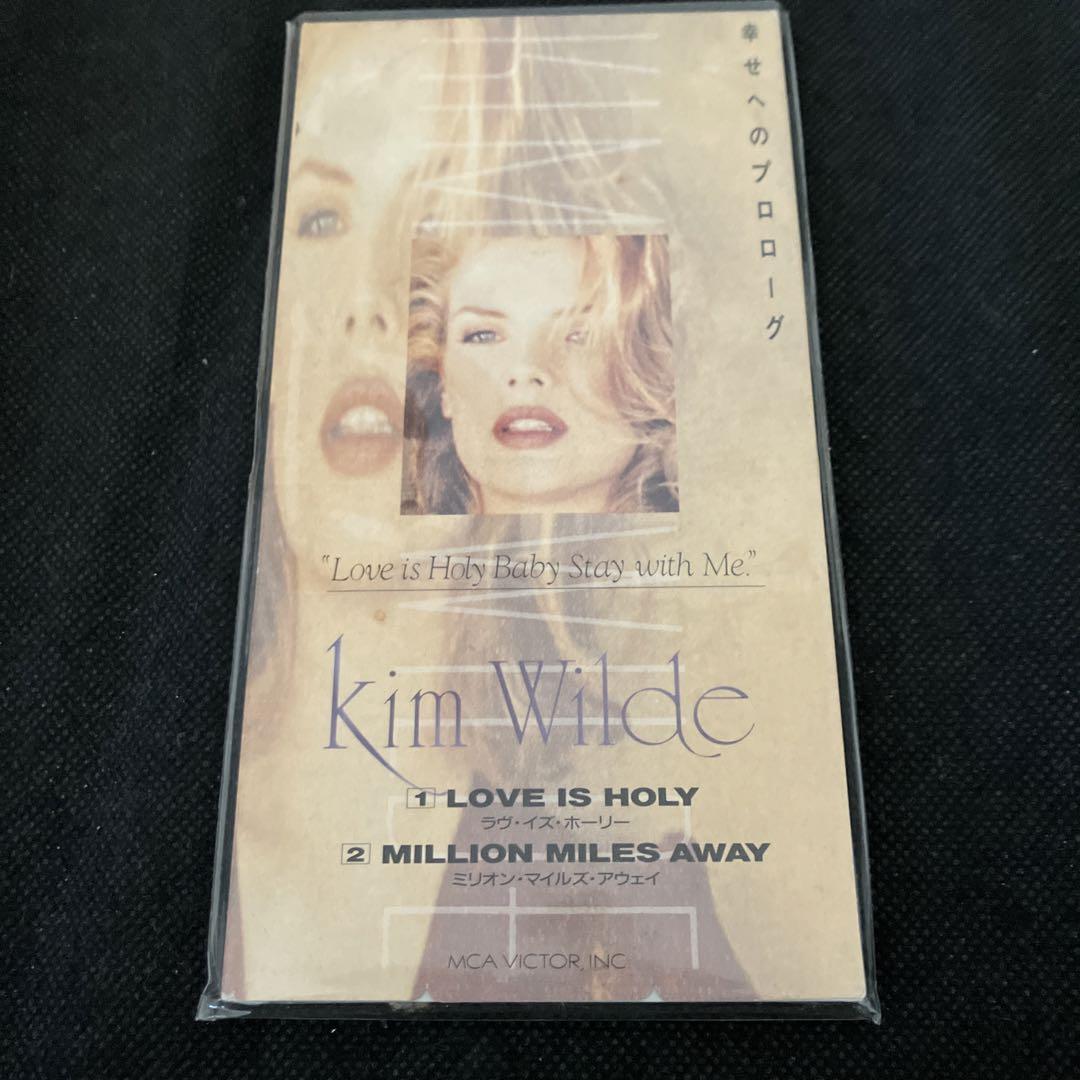 幸せへのプロローグ
“Love is Holy Baby Stay with Me.”
kim Wilde
1 LOVE IS HOLY
ラヴ・イズ・ホーリー
2 MILLION MILES AWAY
ミリオン・マイルズ・アウェイ
MCA VICTOR, INC